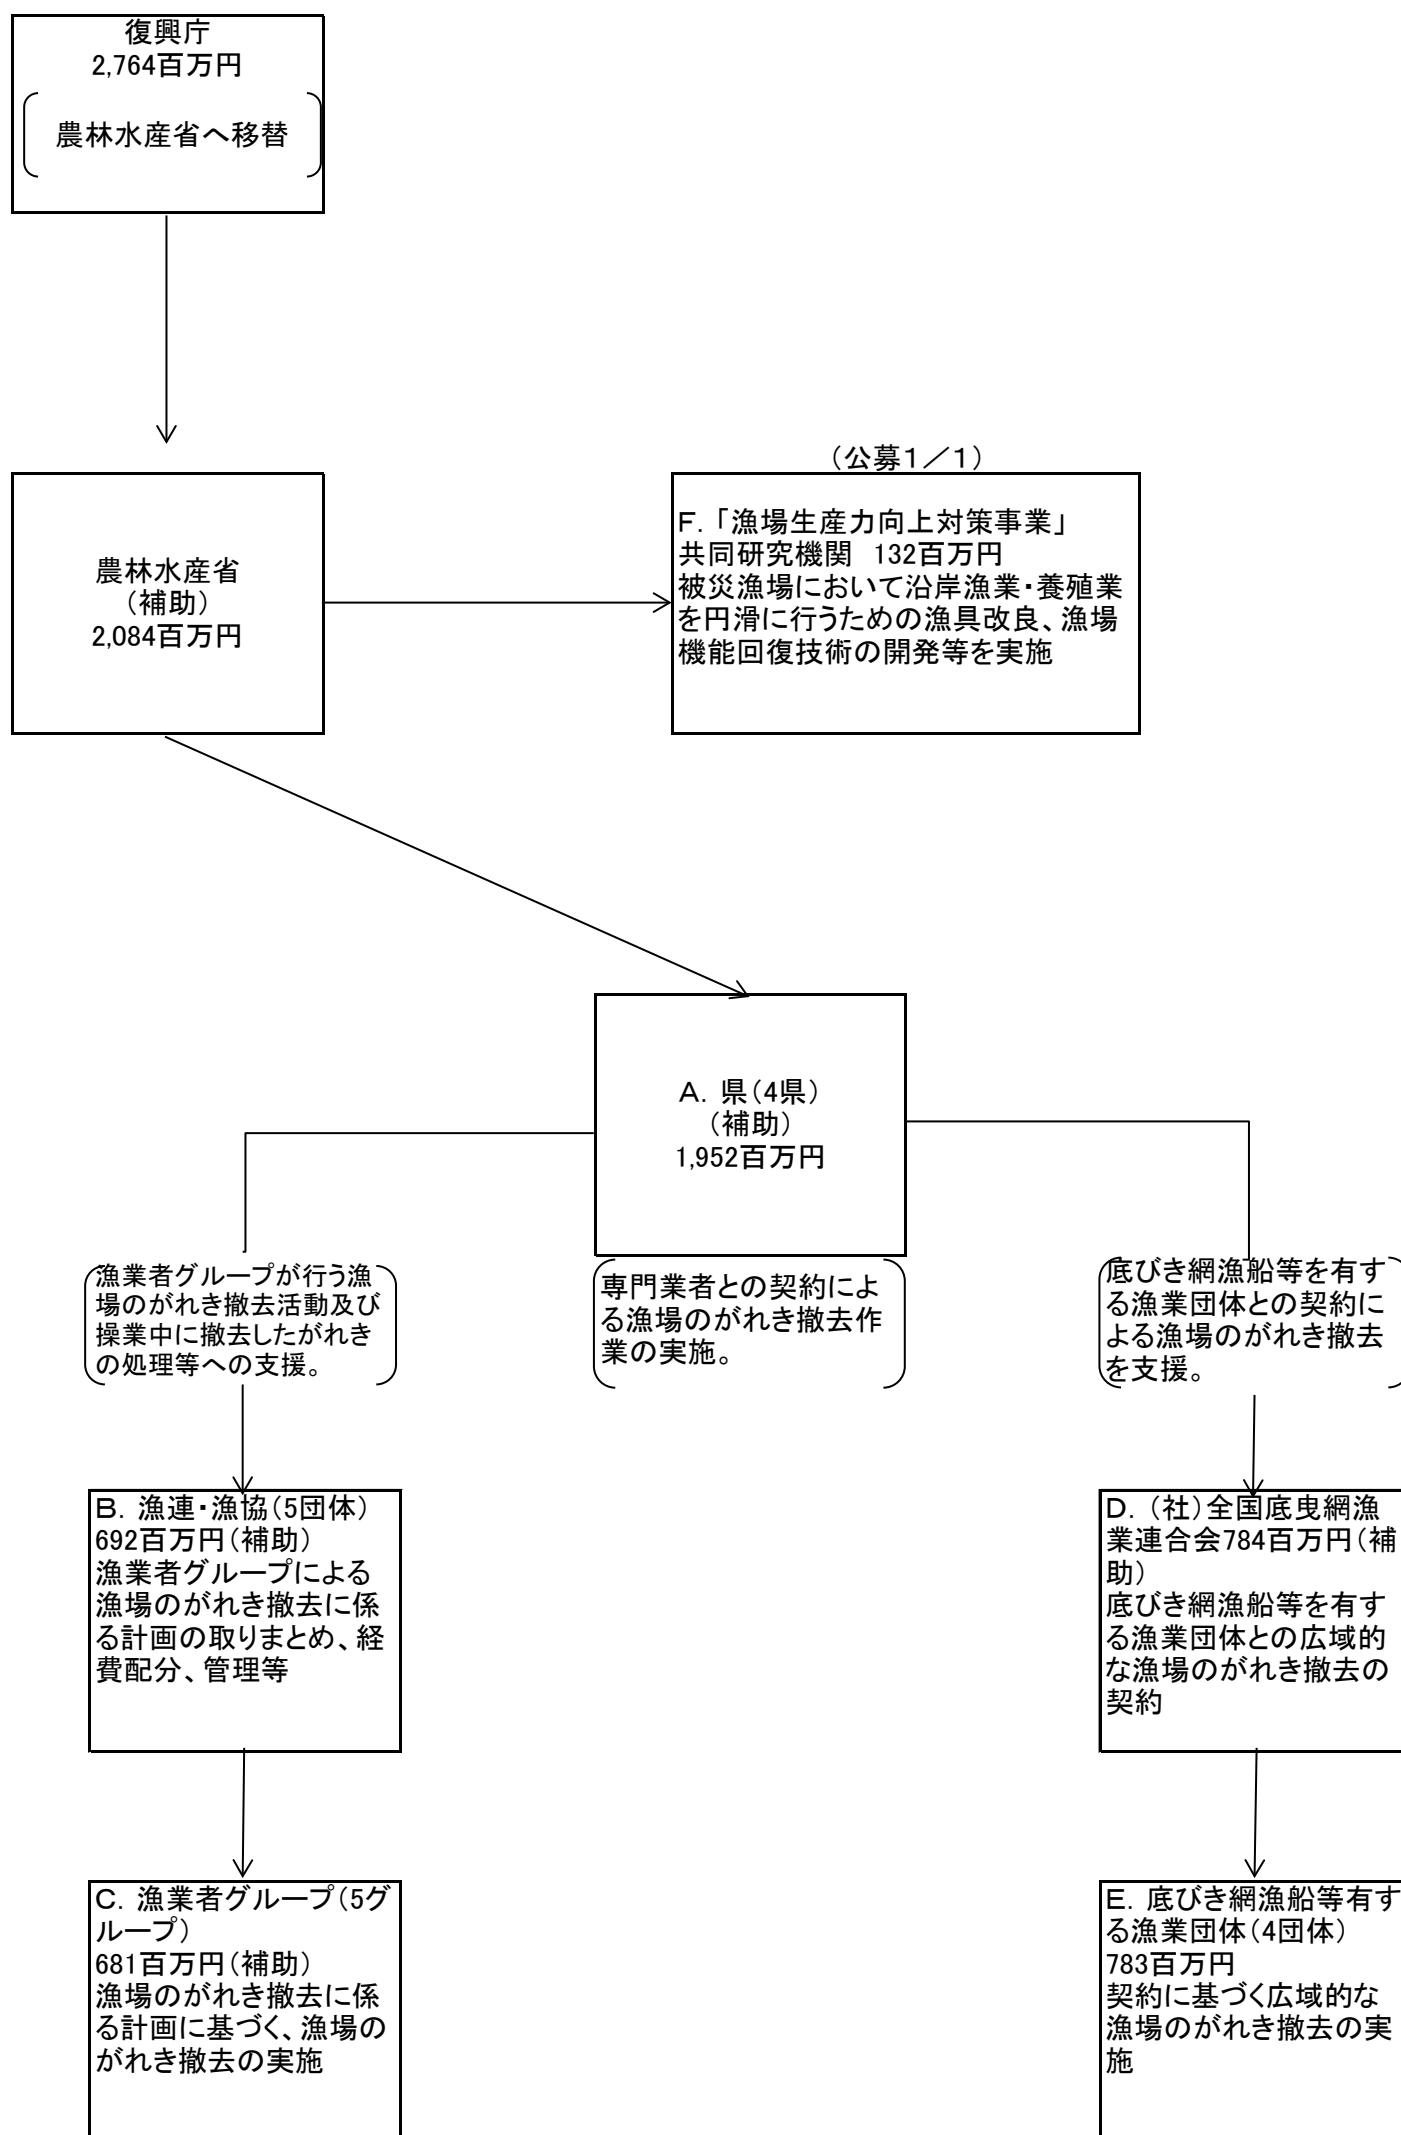 復興庁
2,764百万円
農林水産省へ移替
農林水産省
（補助）
2,084百万円
（公募１／１）
Ｆ．「漁場生産力向上対策事業」
共同研究機関　132百万円
被災漁場において沿岸漁業・養殖業
を円滑に行うための漁具改良、漁場
機能回復技術の開発等を実施
Ａ．県（4県）
（補助）
1,952百万円
漁業者グループが行う漁
場のがれき撤去活動及び
操業中に撤去したがれき
の処理等への支援。
専門業者との契約によ
る漁場のがれき撤去作
業の実施。
底びき網漁船等を有す
る漁業団体との契約に
よる漁場のがれき撤去
を支援。
Ｂ．漁連・漁協（5団体）
692百万円（補助）
漁業者グループによる
漁場のがれき撤去に係
る計画の取りまとめ、経
費配分、管理等
Ｄ．（社）全国底曳網漁
業連合会784百万円（補
助）
底びき網漁船等を有す
る漁業団体との広域的
な漁場のがれき撤去の
契約
Ｃ．漁業者グループ（5グ
ループ）
681百万円（補助）
漁場のがれき撤去に係
る計画に基づく、漁場の
がれき撤去の実施
Ｅ．底びき網漁船等有す
る漁業団体（4団体）
783百万円
契約に基づく広域的な
漁場のがれき撤去の実
施